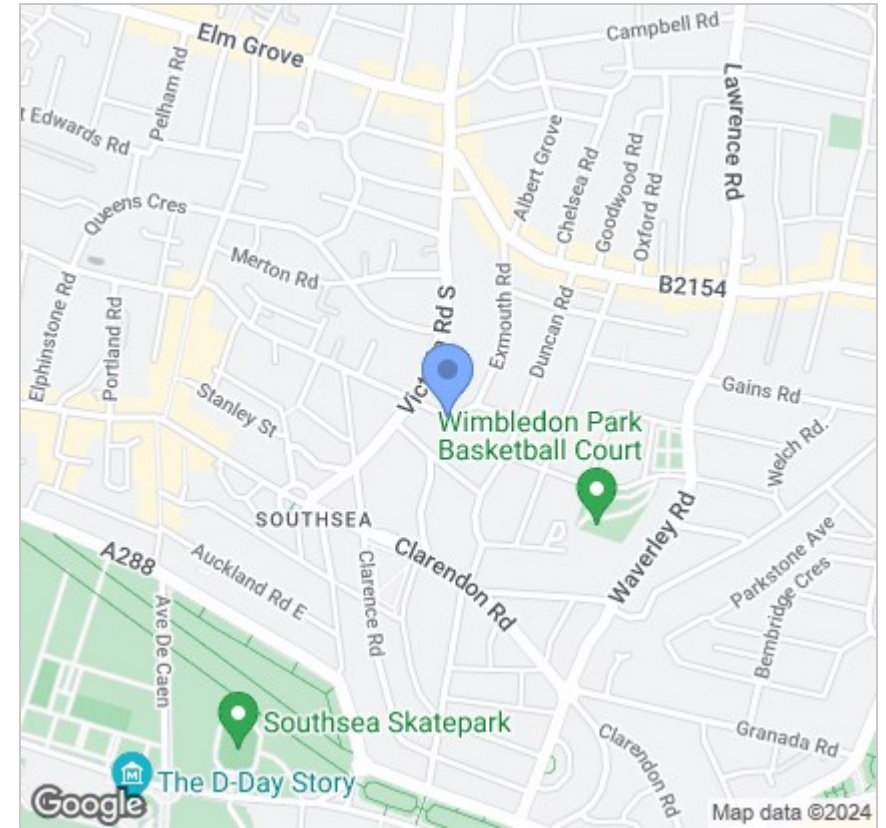 Elm Grove
Campbell Rd
Pelham Rd
t Edwards Rd
Lawrence Rd
Albert Grove
Chelsea Rd
Goodwood Rd
Oxford Rd
Queens Cres
Merton Rd
B2154
Elphinstone Rd
Portland Rd
Exmouth Rd
Duncan Rd
Vic
Rd S
Gains Rd
Stanley St
Wimbledon Park
Basketball Court
Welch Rd.
SOUTHSEA
A288
Auckland Rd E
Clarence Rd
Clarendon Rd
Waverley Rd
Parkstone Ave
Bembridge Cres
Ave De Caen
Southsea Skatepark
Granada Rd
Clarendon Rd
The D-Day Story
M
Google
Map data ©2024